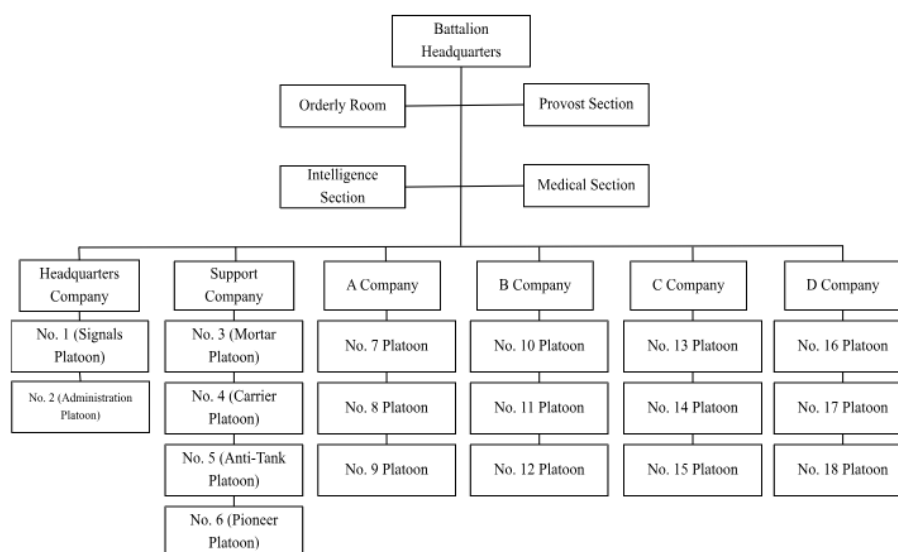 Battalion
Headquarters
Orderly Room
Provost Section
Intelligence
Section
Medical Section
Headquarters
Company
Support
Company
A Company
B Company
C Company
D Company
No. 1 (Signals
Platoon)
No. 3 (Mortar
Platoon)
No. 7 Platoon
No. 10 Platoon
No. 13 Platoon
No. 16 Platoon
No. 2 (Administration
Platoon)
No. 4 (Carrier
Platoon)
No. 8 Platoon
No. 11 Platoon
No. 14 Platoon
No. 17 Platoon
No. 5 (Anti-Tank
Platoon)
No. 9 Platoon
No. 12 Platoon
No. 15 Platoon
No. 18 Platoon
No. 6 (Pioneer
Platoon)